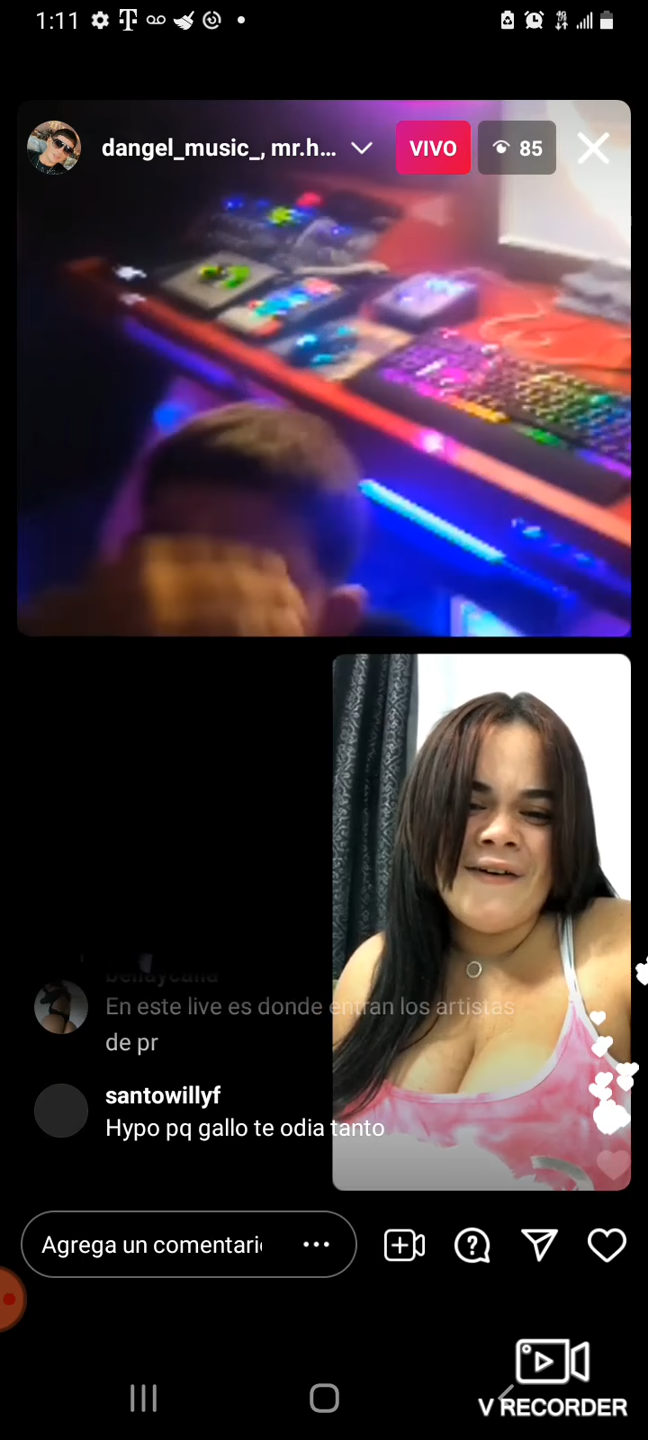 1:11
dangel_music_, mr.h...
VIVO
85
bellaycana
En este live es donde entran los artistas
de pr
santowillyf
Hypo pq gallo te odia tanto
Agrega un comentari
V RECORDER